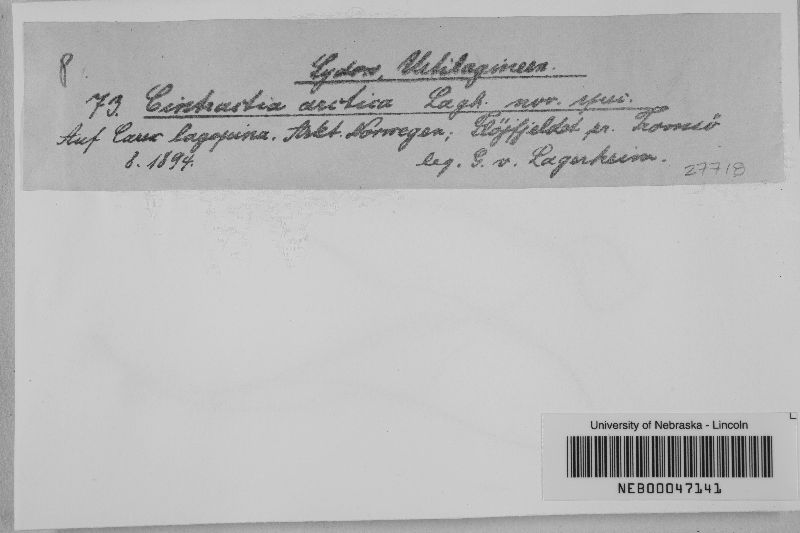 8
Sydow, Ustilagineen.
73. Cintractia arctica Lagh. nov. spec.
Auf Carex lagopina. Arkt. Norwegen; Flöjfjeldet pr. Tromsö
8. 1894. leg. G. v. Lagerheim.
27718
University of Nebraska - Lincoln
NEB00047141